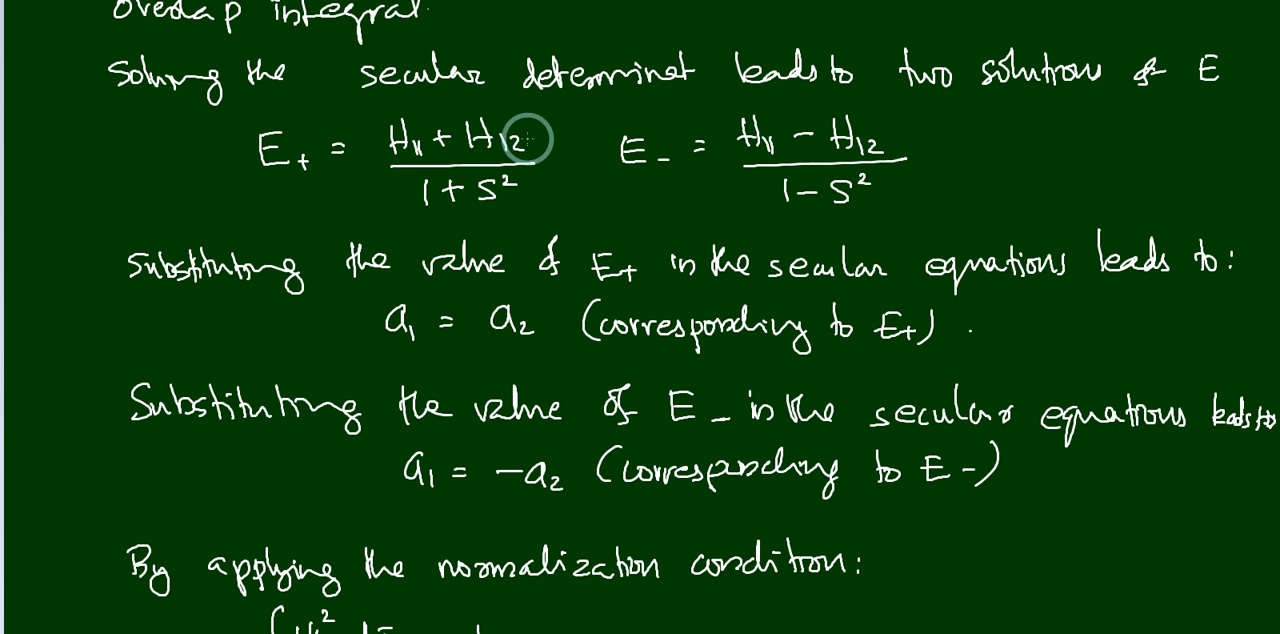 overlap integral.
Solving the secular determinat leads to two solutions of E
E₊ = (H₁₁ + H₁₂)/(1 + S²)   E₋ = (H₁₁ − H₁₂)/(1 − S²)
Substituting the value of E₊ in the secular equations leads to:
a₁ = a₂ (corresponding to E₊).
Substituting the value of E₋ in the secular equations leads to
a₁ = −a₂ (corresponding to E−)
By applying the normalization condition: